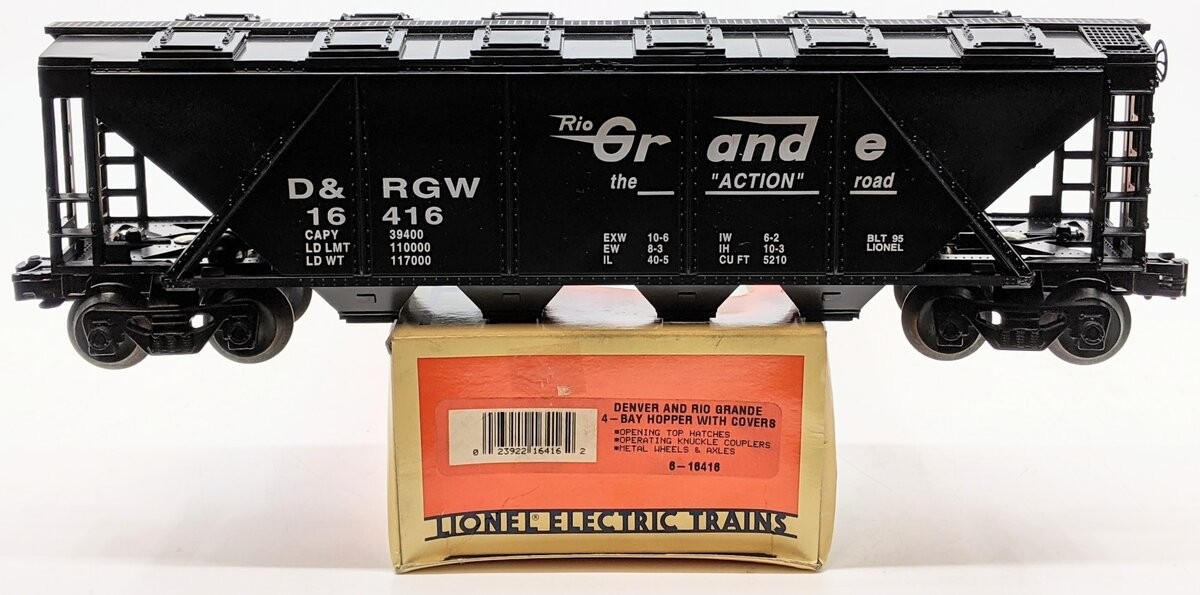 Rio Grande
the "ACTION" road
D& RGW
16 416
CAPY 39400
LD LMT 110000
LD WT 117000
EXW 10-6 IW 6-2
EW 8-3 IH 10-3
IL 40-5 CU FT 5210
BLT 95
LIONEL
DENVER AND RIO GRANDE
4-BAY HOPPER WITH COVERS
*OPENING TOP HATCHES
*OPERATING KNUCKLE COUPLERS
*METAL WHEELS & AXLES
6-16416
0 23922 16416 2
LIONEL® ELECTRIC TRAINS